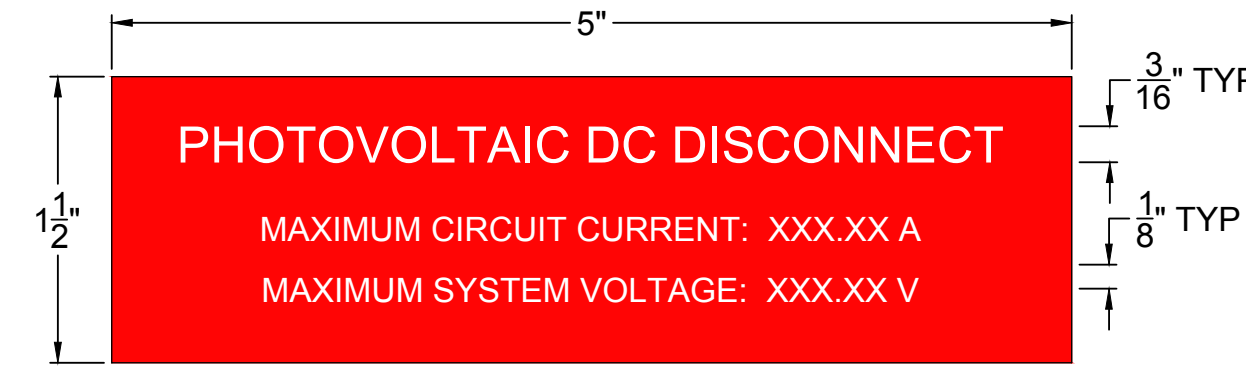 5"
3/16" TYP
PHOTOVOLTAIC DC DISCONNECT
1 1/2"
MAXIMUM CIRCUIT CURRENT: XXX.XX A
1/8" TYP
MAXIMUM SYSTEM VOLTAGE: XXX.XX V